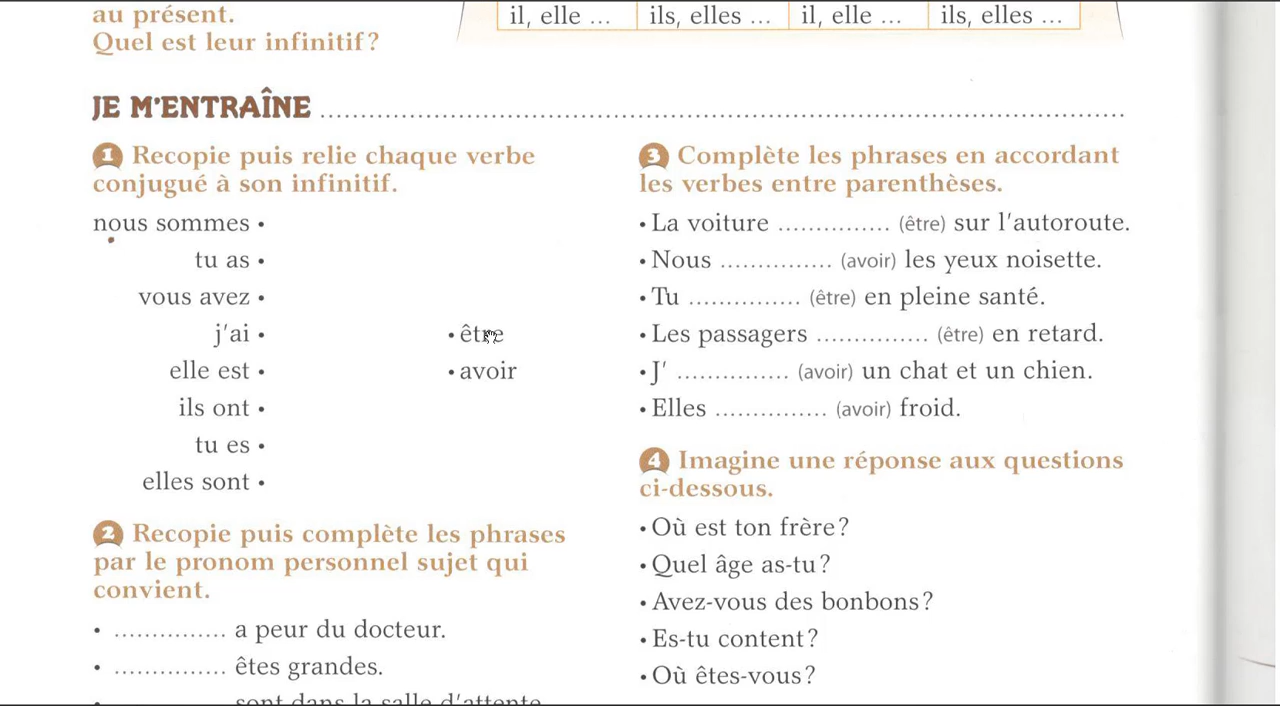 au présent.
Quel est leur infinitif ?
il, elle ... ils, elles ... il, elle ... ils, elles ...
JE M'ENTRAÎNE ........................................
1 Recopie puis relie chaque verbe
conjugué à son infinitif.
nous sommes •
tu as •
vous avez •
j'ai •
elle est •
ils ont •
tu es •
elles sont •
• être
• avoir
2 Recopie puis complète les phrases
par le pronom personnel sujet qui
convient.
• ............... a peur du docteur.
• ............... êtes grandes.
• ............... sont dans la salle d'attente.
3 Complète les phrases en accordant
les verbes entre parenthèses.
• La voiture ............... (être) sur l'autoroute.
• Nous ............... (avoir) les yeux noisette.
• Tu ............... (être) en pleine santé.
• Les passagers ............... (être) en retard.
• J' ............... (avoir) un chat et un chien.
• Elles ............... (avoir) froid.
4 Imagine une réponse aux questions
ci-dessous.
• Où est ton frère ?
• Quel âge as-tu ?
• Avez-vous des bonbons ?
• Es-tu content ?
• Où êtes-vous ?